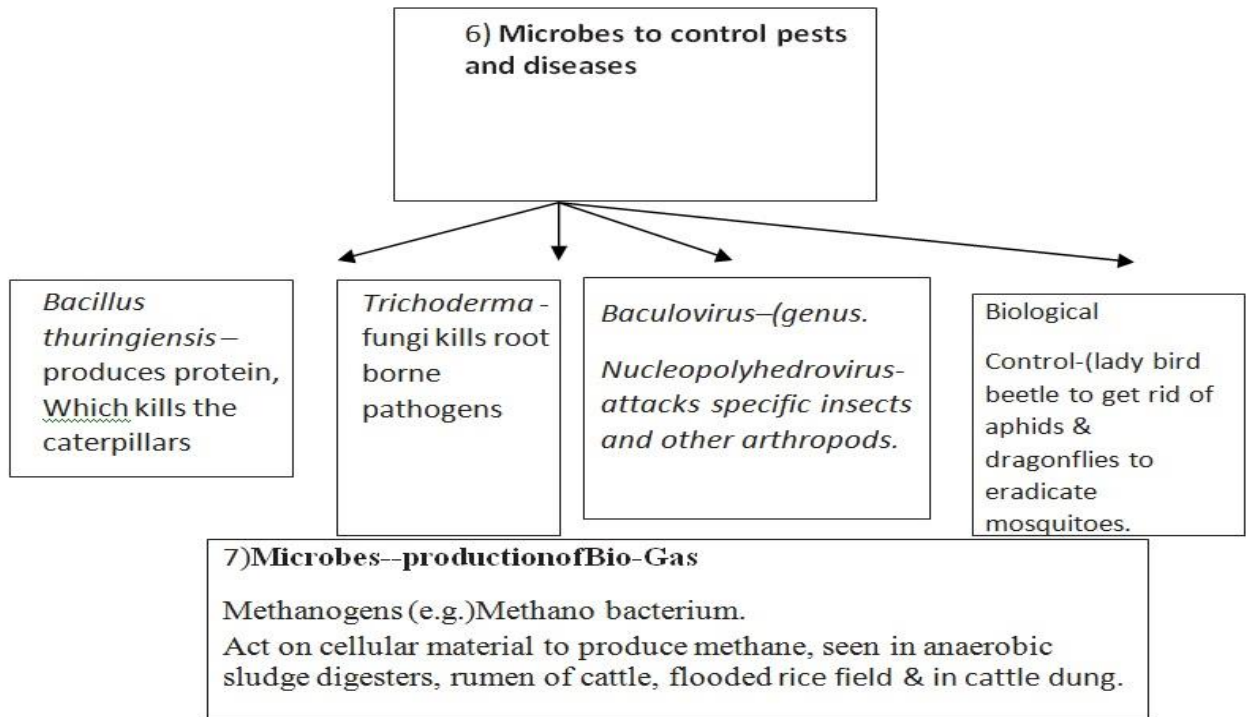 6) Microbes to control pests
and diseases
Bacillus
thuringiensis –
produces protein,
Which kills the
caterpillars
Trichoderma -
fungi kills root
borne
pathogens
Baculovirus–(genus.
Nucleopolyhedrovirus-
attacks specific insects
and other arthropods.
Biological
Control-(lady bird
beetle to get rid of
aphids &
dragonflies to
eradicate
mosquitoes.
7)Microbes--productionofBio-Gas
Methanogens (e.g.)Methano bacterium.
Act on cellular material to produce methane, seen in anaerobic
sludge digesters, rumen of cattle, flooded rice field & in cattle dung.